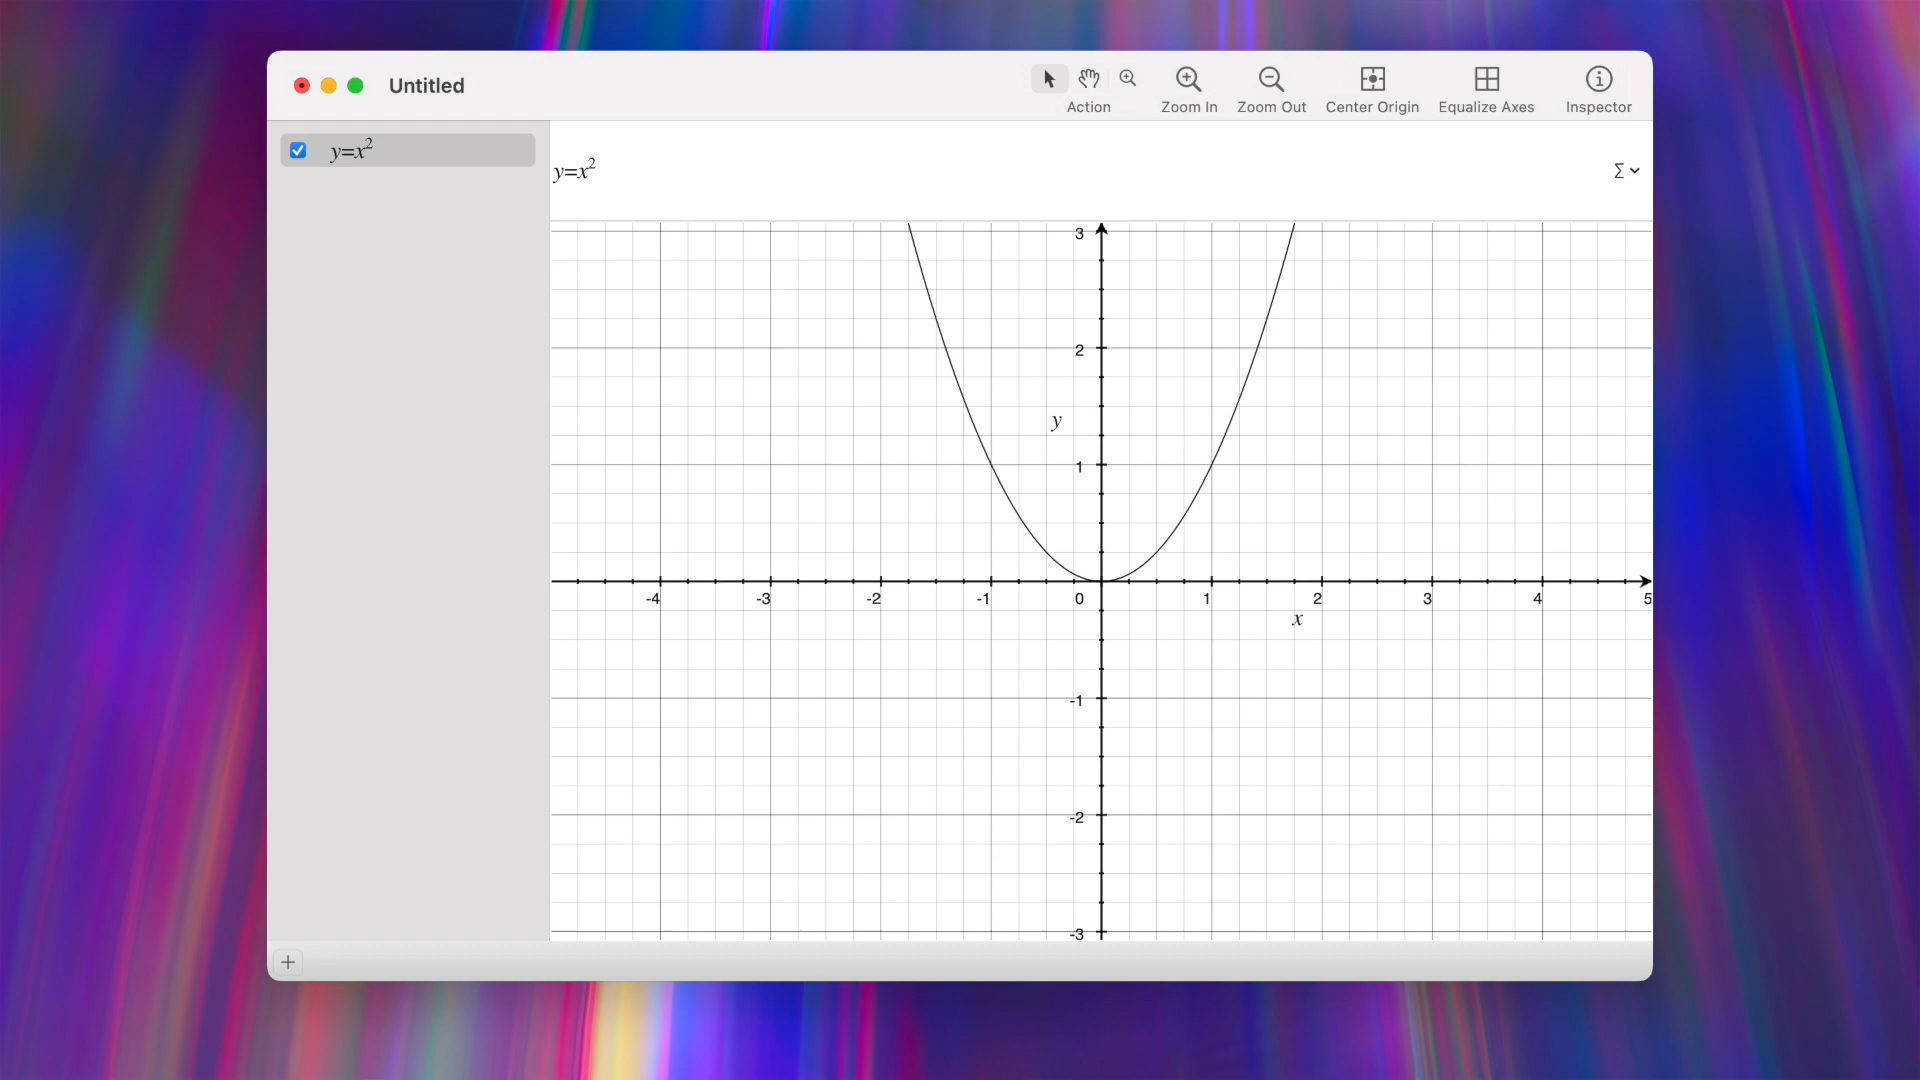 Untitled
Action
Zoom In
Zoom Out
Center Origin
Equalize Axes
Inspector
y=x²
y=x²
Σ
3
2
y
1
-4 -3 -2 -1 0 1 2 3 4 5
x
-1
-2
-3